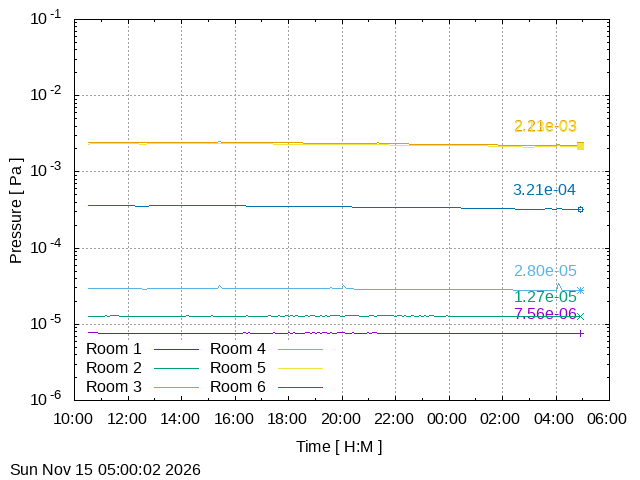 10^-1
10^-2
10^-3
10^-4
10^-5
10^-6
Pressure [ Pa ]
3.21e-04
2.80e-05
1.27e-05
7.56e-06
Room 1 Room 4
Room 2 Room 5
Room 3 Room 6
10:00 12:00 14:00 16:00 18:00 20:00 22:00 00:00 02:00 04:00 06:00
Time [ H:M ]
Sun Nov 15 05:00:02 2026